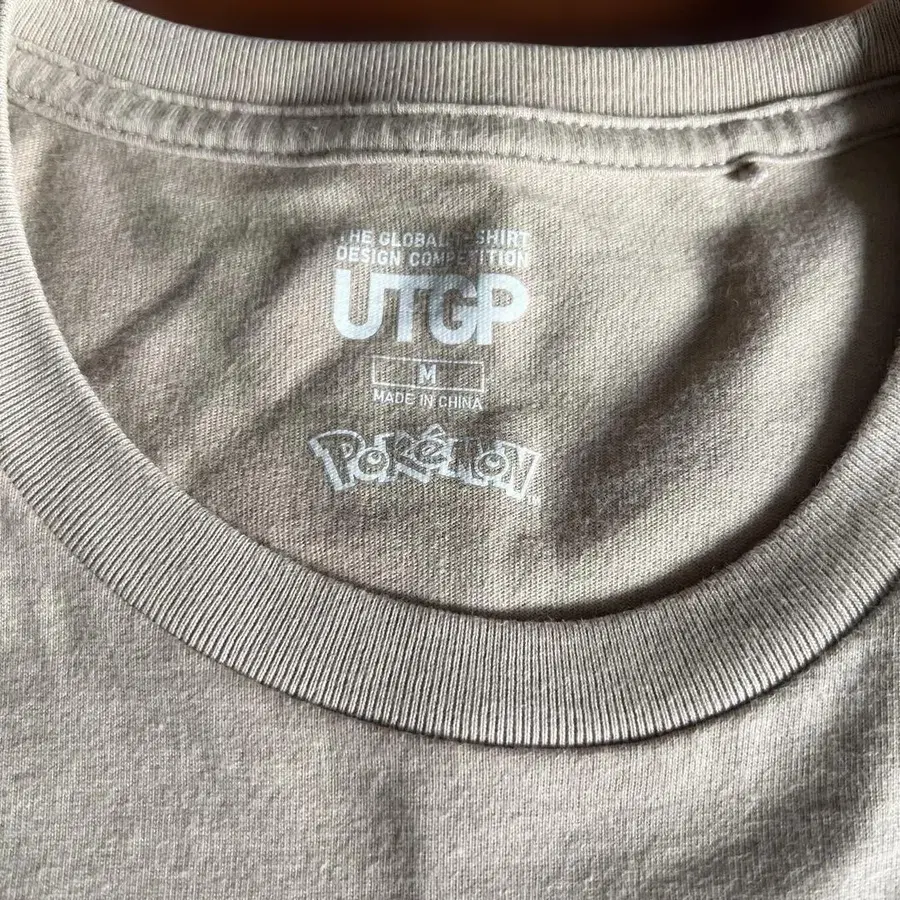 THE GLOBAL T-SHIRT
DESIGN COMPETITION
UTGP
M
MADE IN CHINA
POKéMON